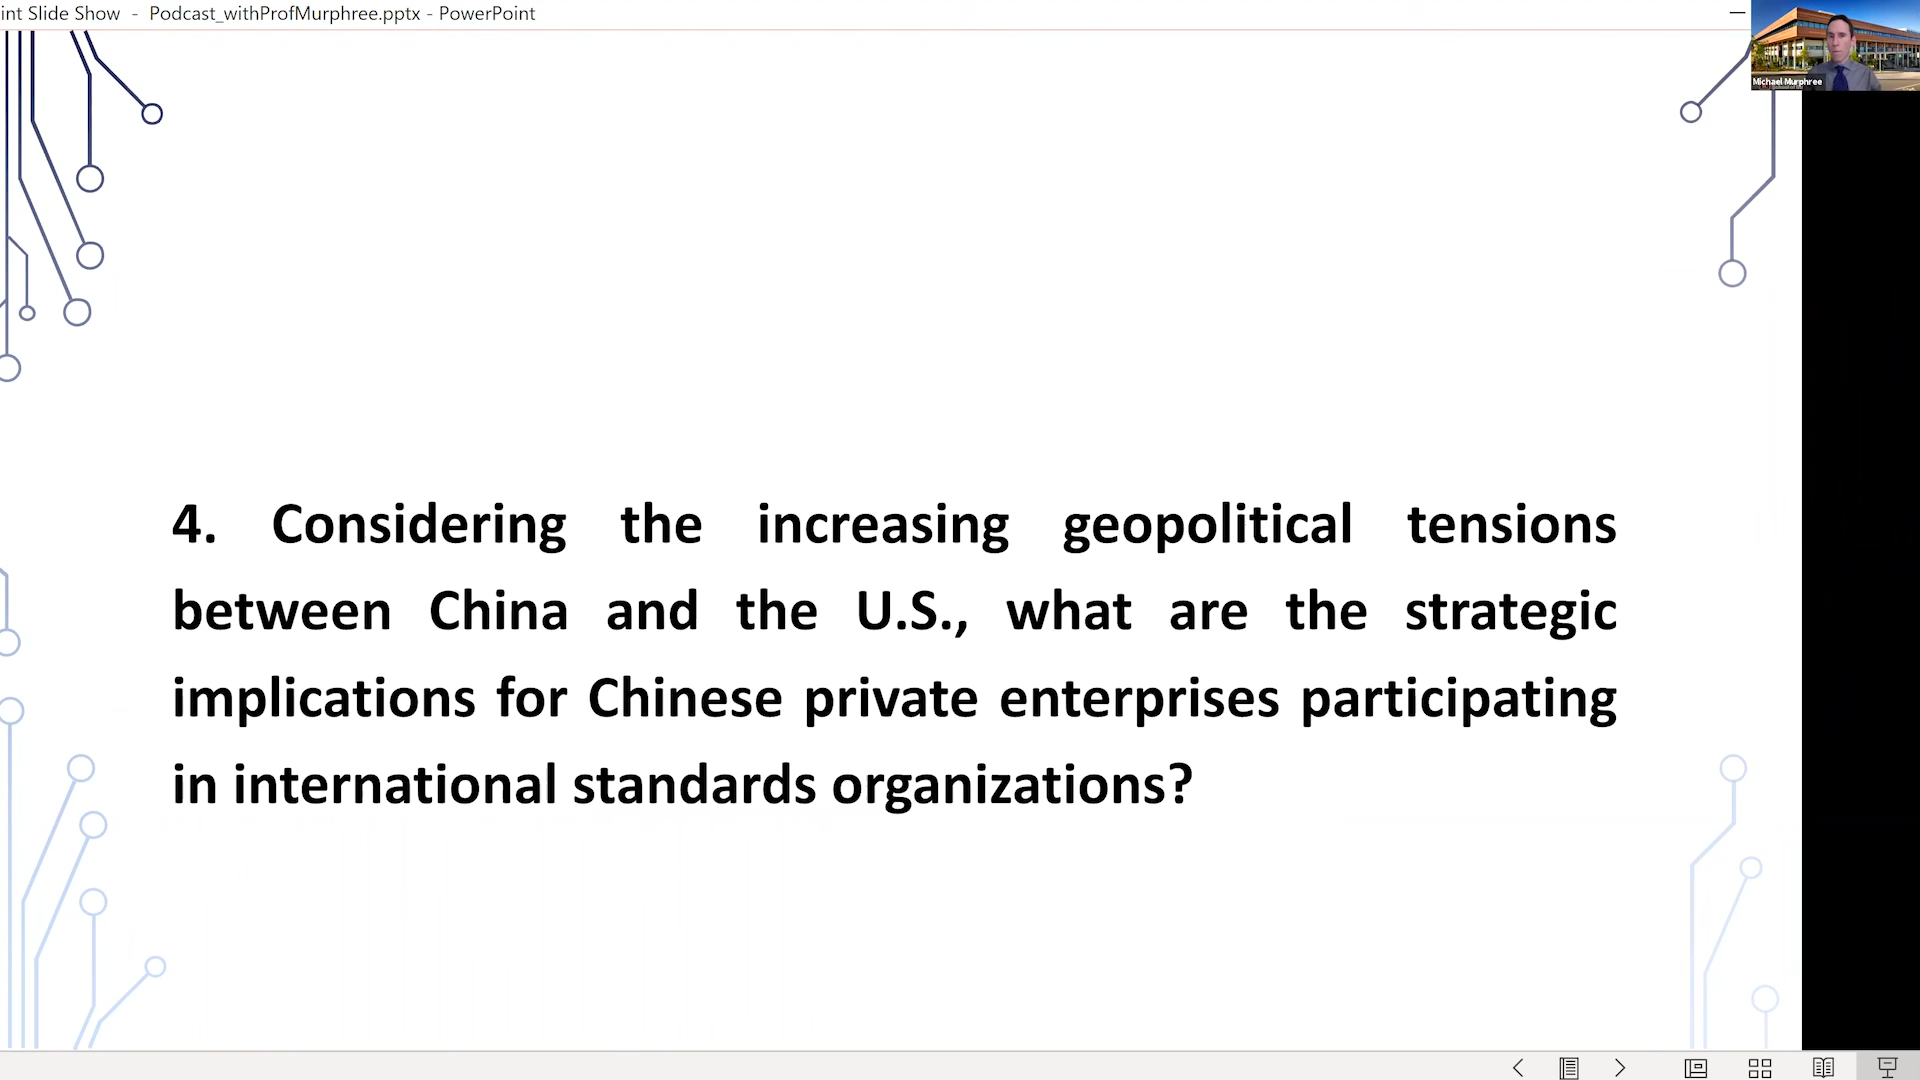 int Slide Show - Podcast_withProfMurphree.pptx - PowerPoint
Michael Murphree
4. Considering the increasing geopolitical tensions
between China and the U.S., what are the strategic
implications for Chinese private enterprises participating
in international standards organizations?